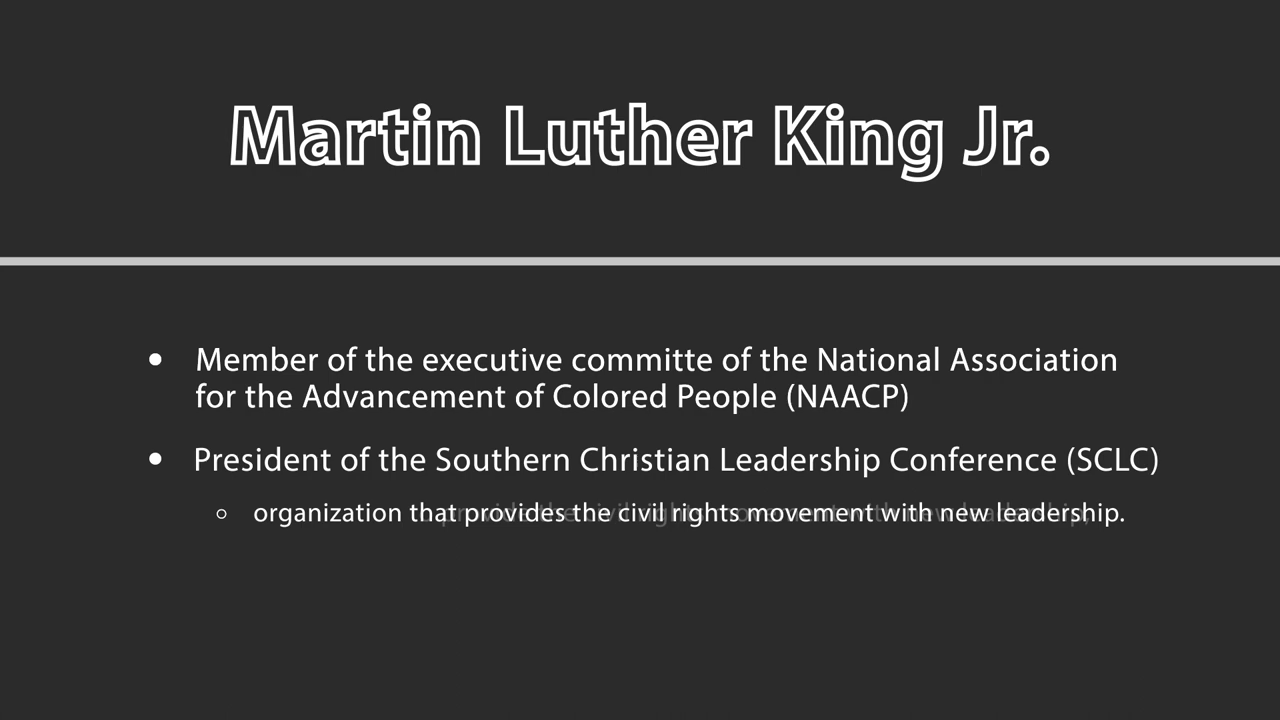 Martin Luther King Jr.
• Member of the executive committe of the National Association
for the Advancement of Colored People (NAACP)
• President of the Southern Christian Leadership Conference (SCLC)
○ organization that provides the civil rights movement with new leadership.